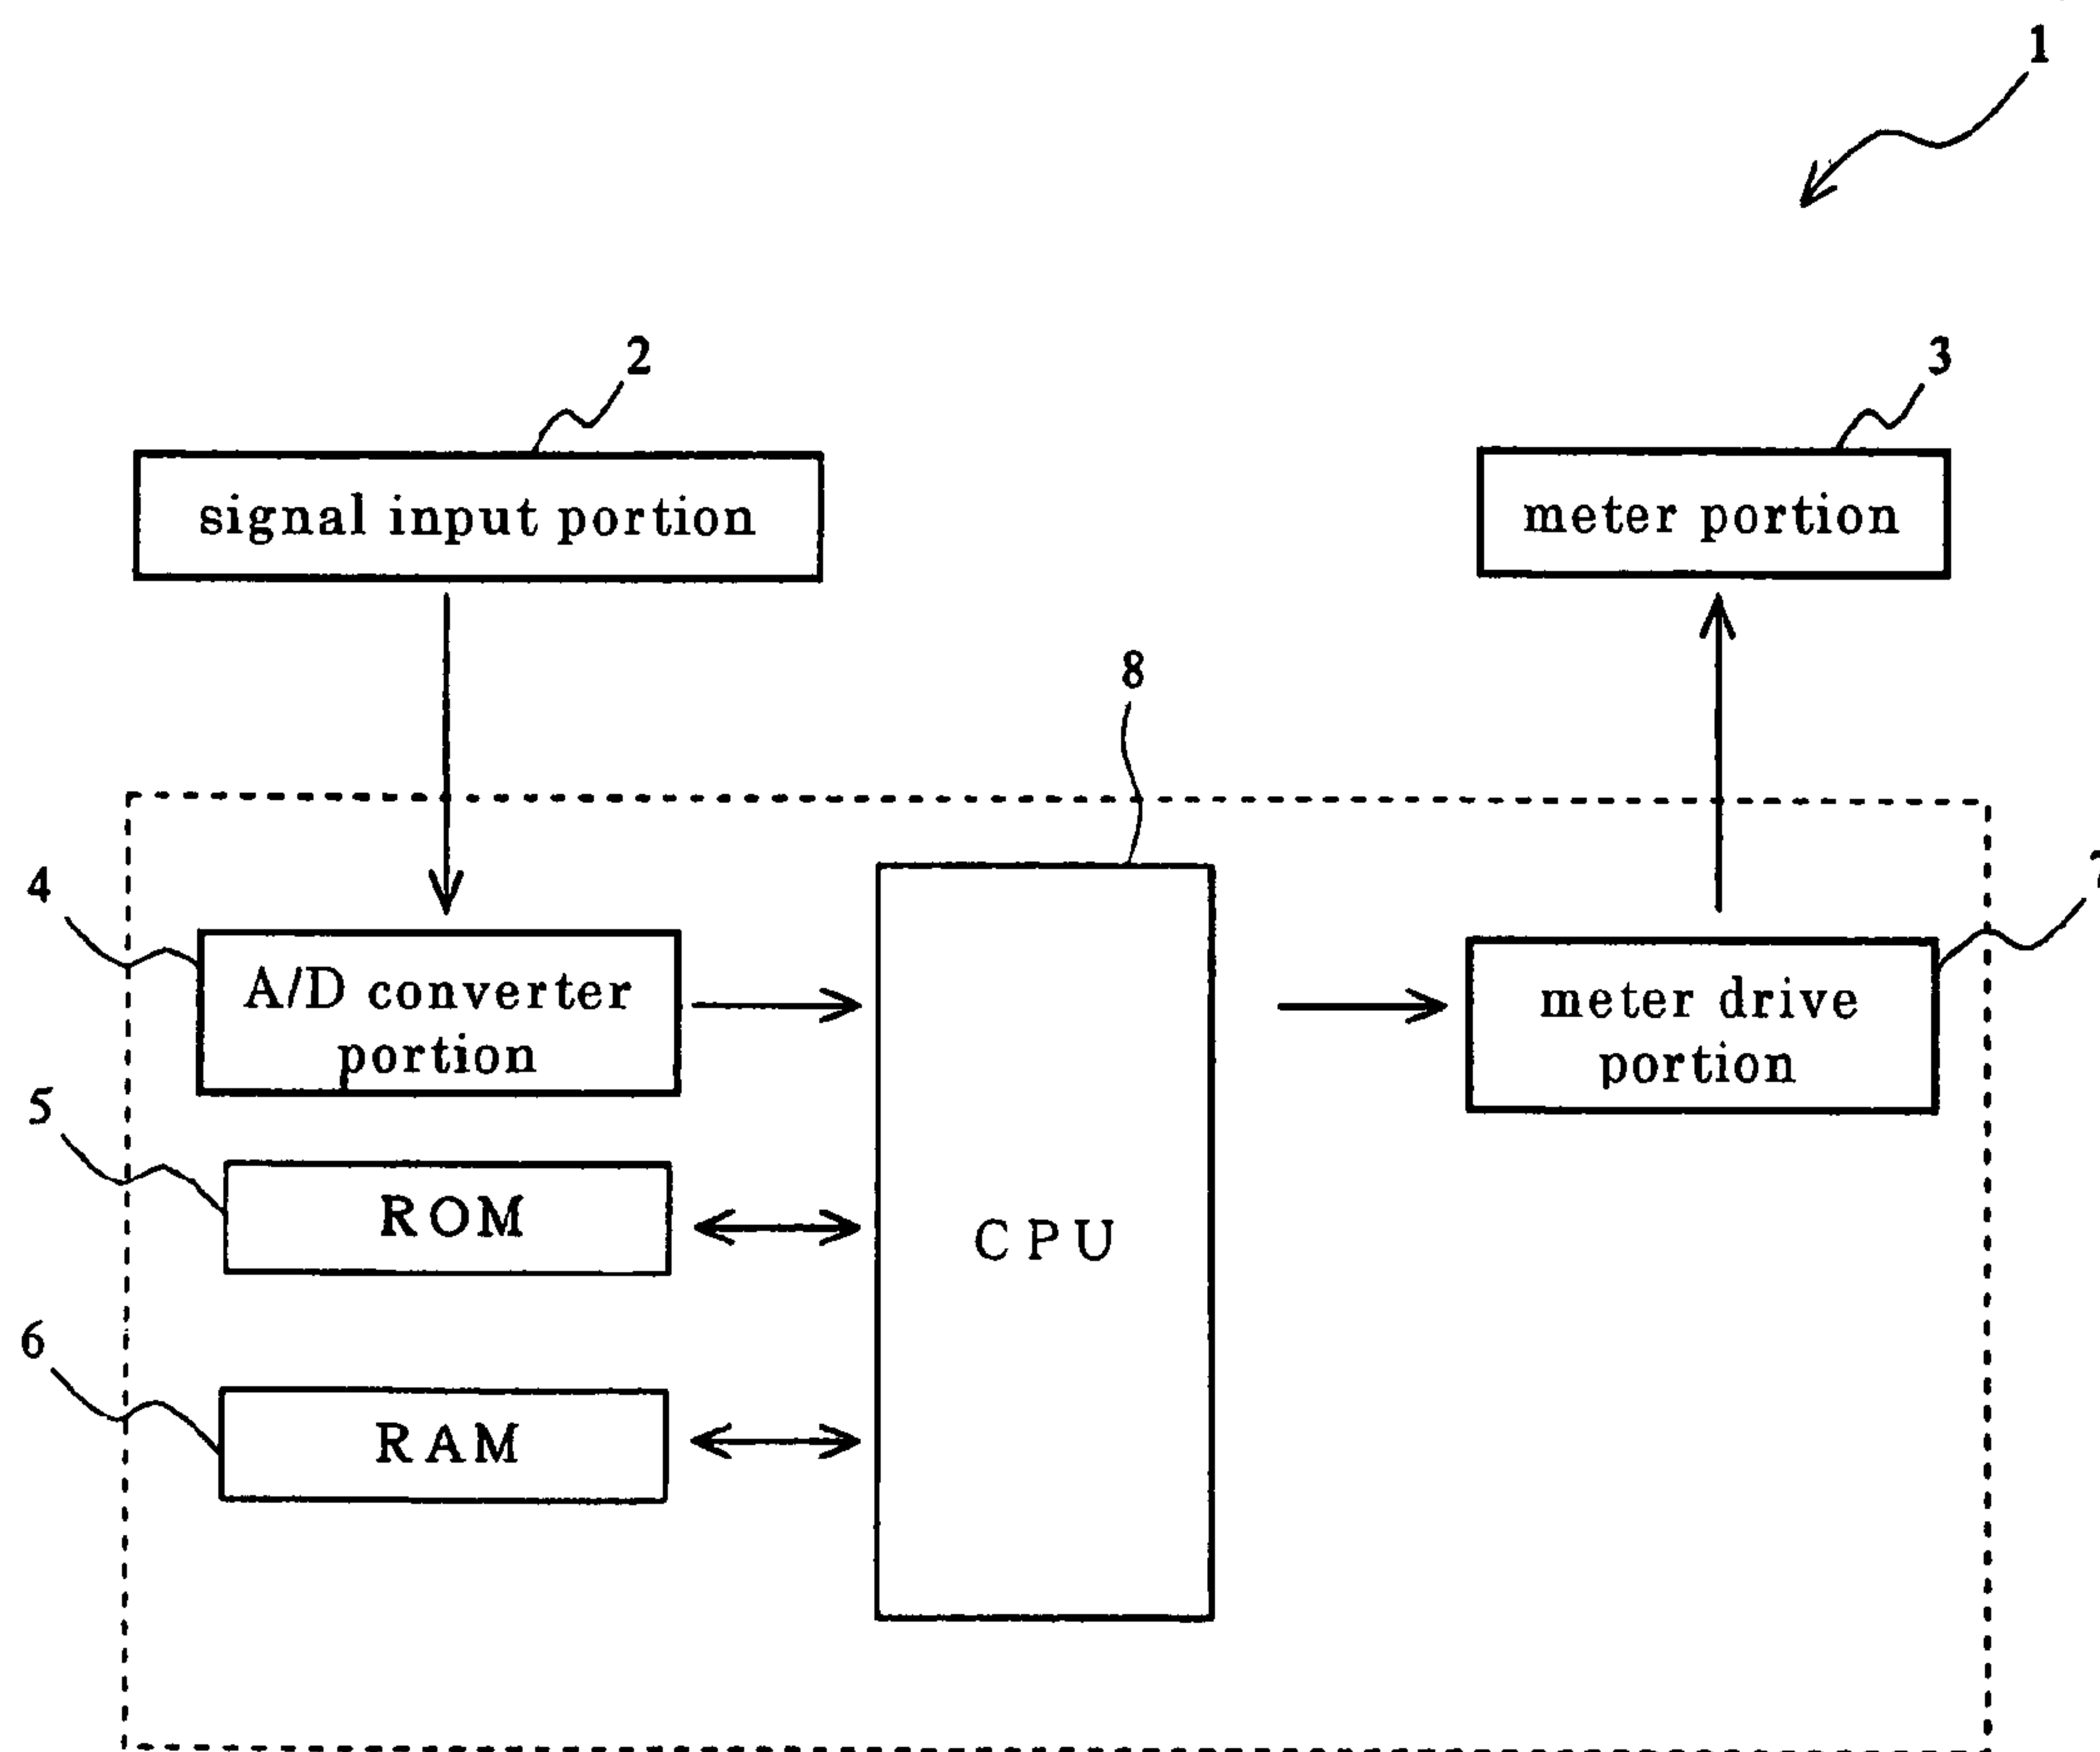 1
2
3
signal input portion
meter portion
8
4
A/D converter
portion
meter drive
portion
5
ROM
CPU
6
RAM